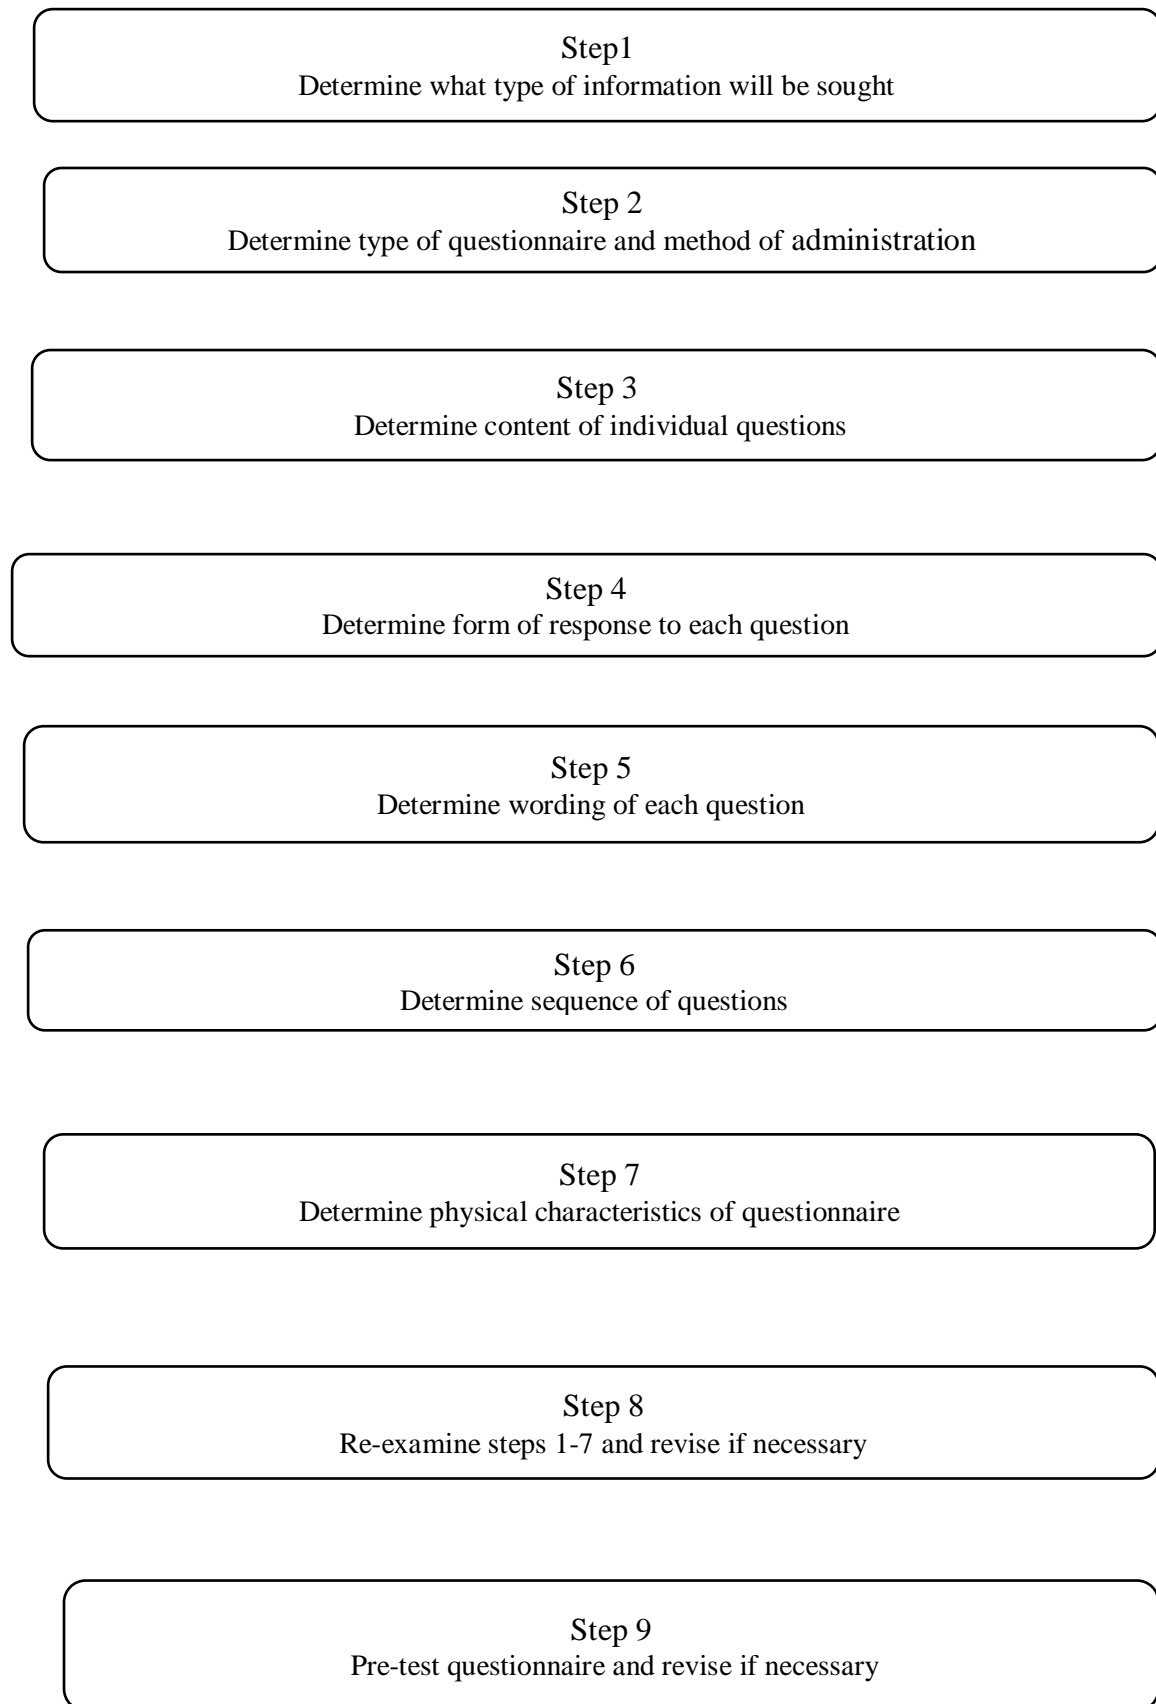 Step1
Determine what type of information will be sought
Step 2
Determine type of questionnaire and method of administration
Step 3
Determine content of individual questions
Step 4
Determine form of response to each question
Step 5
Determine wording of each question
Step 6
Determine sequence of questions
Step 7
Determine physical characteristics of questionnaire
Step 8
Re-examine steps 1-7 and revise if necessary
Step 9
Pre-test questionnaire and revise if necessary